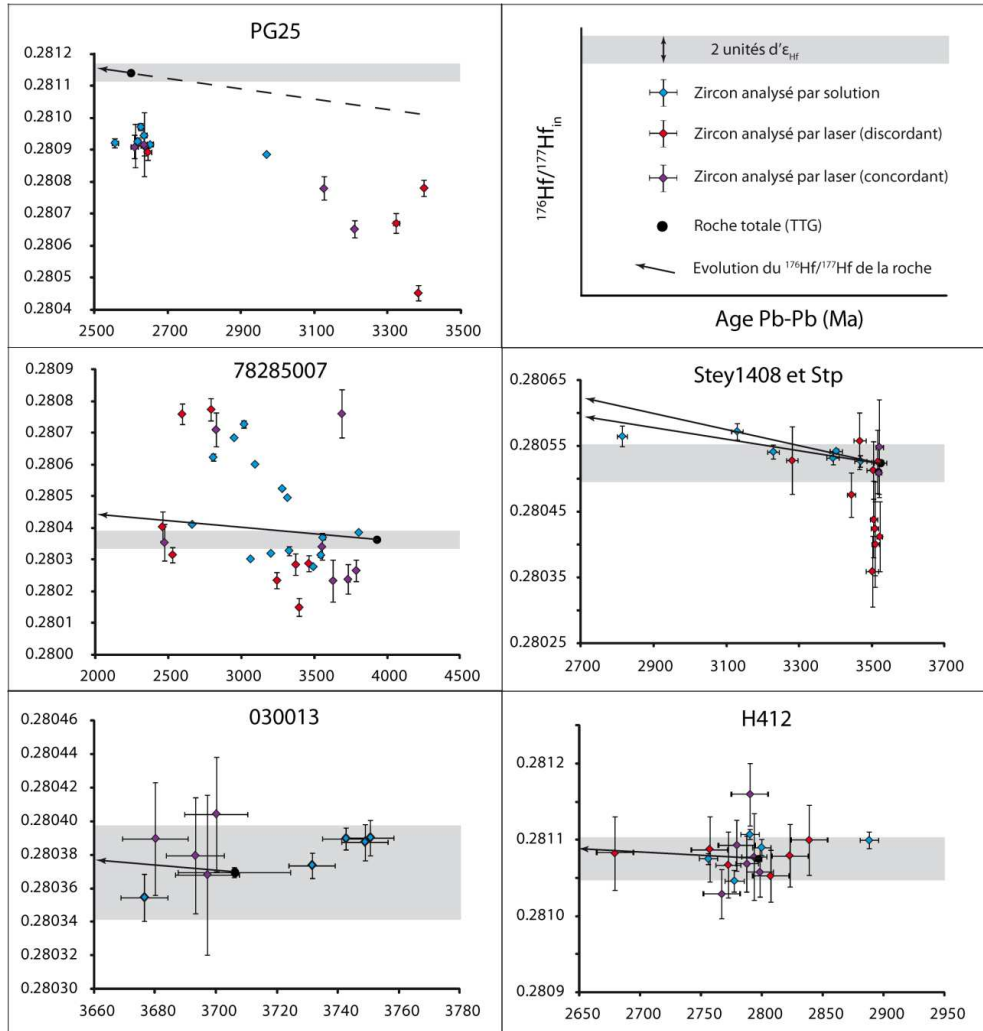 PG25
0.2812
0.2811
0.2810
0.2809
0.2808
0.2807
0.2806
0.2805
0.2804
2500 2700 2900 3100 3300 3500
2 unités d'εHf
Zircon analysé par solution
Zircon analysé par laser (discordant)
Zircon analysé par laser (concordant)
Roche totale (TTG)
Evolution du ¹⁷⁶Hf/¹⁷⁷Hf de la roche
¹⁷⁶Hf/¹⁷⁷Hfin
Age Pb-Pb (Ma)
78285007
0.2809
0.2808
0.2807
0.2806
0.2805
0.2804
0.2803
0.2802
0.2801
0.2800
2000 2500 3000 3500 4000 4500
Stey1408 et Stp
0.28065
0.28055
0.28045
0.28035
0.28025
2700 2900 3100 3300 3500 3700
030013
0.28046
0.28044
0.28042
0.28040
0.28038
0.28036
0.28034
0.28032
0.28030
3660 3680 3700 3720 3740 3760 3780
H412
0.2812
0.2811
0.2810
0.2809
2650 2700 2750 2800 2850 2900 2950